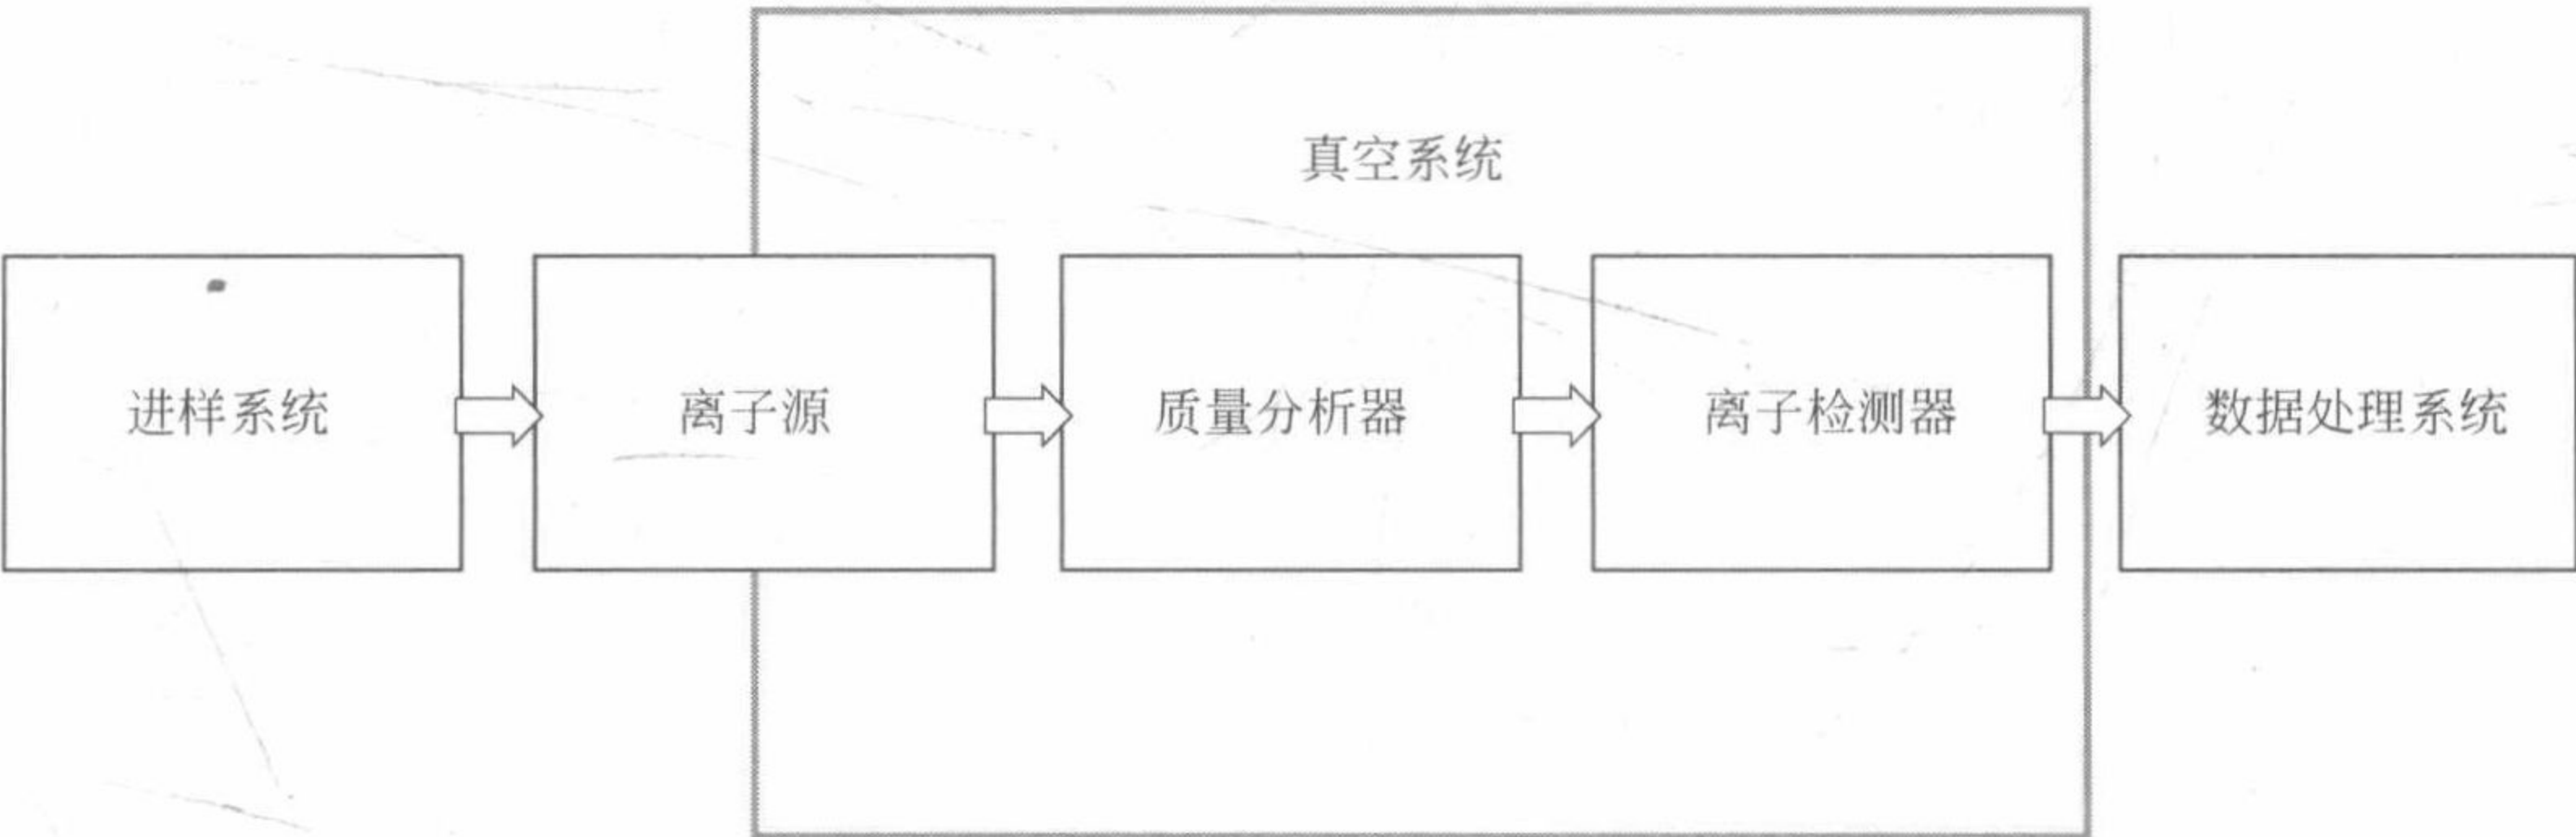 真空系统
进样系统
离子源
质量分析器
离子检测器
数据处理系统